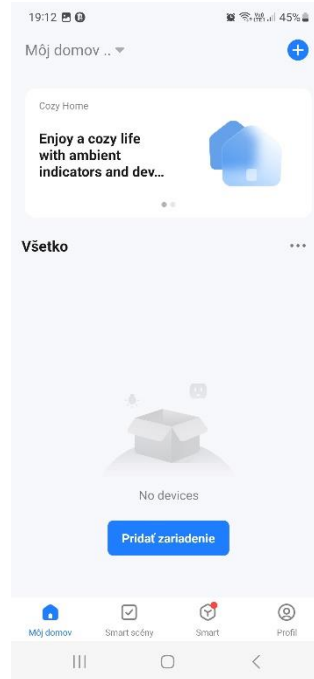 19:12
45%
Môj domov ..
Cozy Home
Enjoy a cozy life
with ambient
indicators and dev...
Všetko
No devices
Pridať zariadenie
Môj domov
Smart scény
Smart
Profil